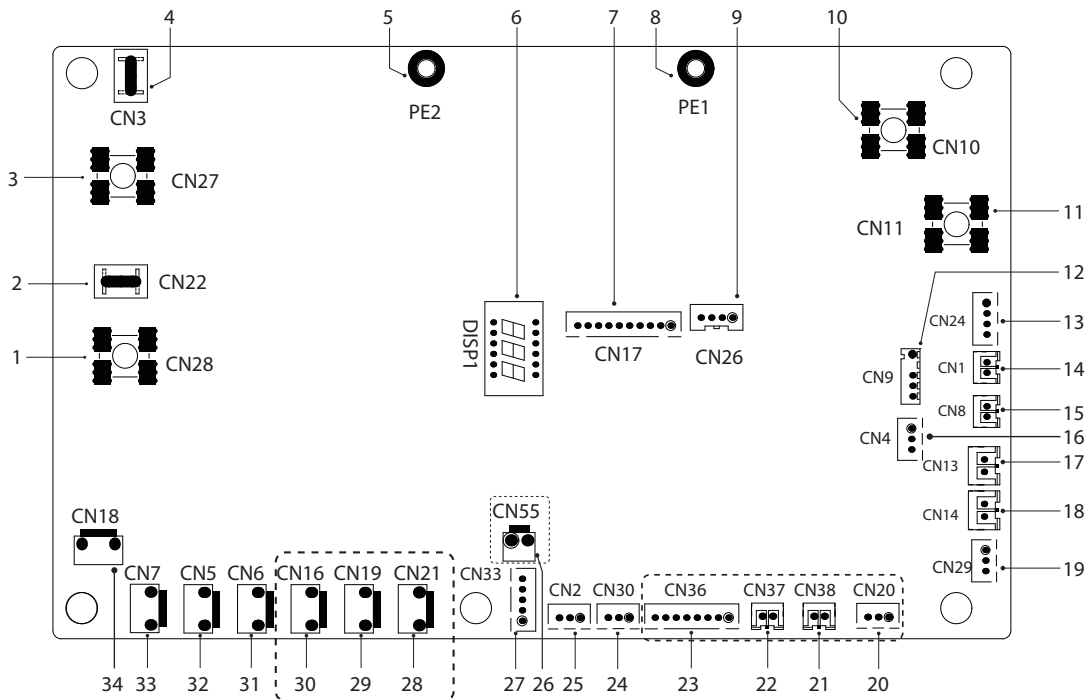 4 5 6 7 8 9 10
CN3
PE2
PE1
CN10
3
CN27
11
CN11
12
2
CN22
13
CN24
DISP1
CN17
CN26
1
CN28
CN9
CN1
14
CN8
15
CN4
16
CN13
17
CN14
18
CN18
CN55
CN29
19
CN7 CN5 CN6 CN16 CN19 CN21 CN33 CN2 CN30 CN36 CN37 CN38 CN20
34 33 32 31 30 29 28 27 26 25 24 23 22 21 20